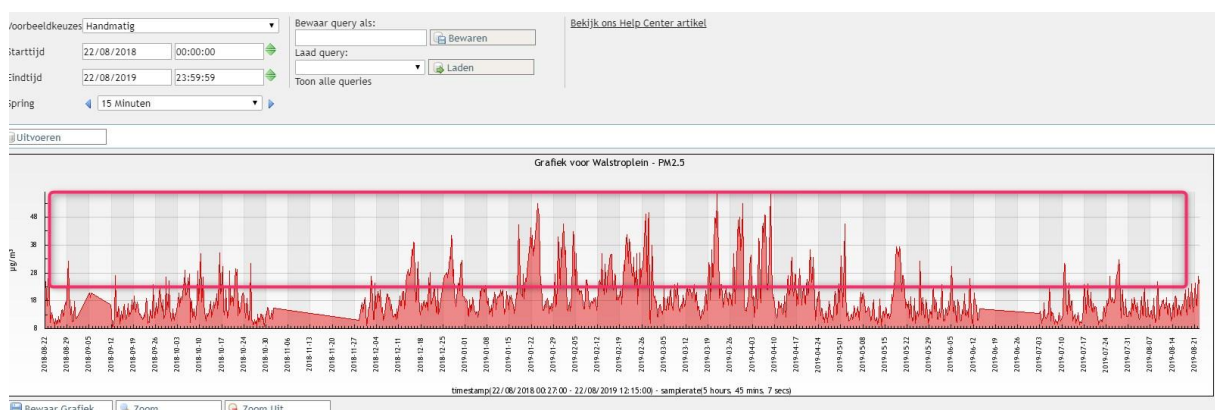 Voorbeeldkeuzes Handmatig
Bewaar query als:
Bekijk ons Help Center artikel
Bewaren
Starttijd 22/08/2018 00:00:00
Laad query:
Eindtijd 22/08/2019 23:59:59
Laden
Toon alle queries
Spring 15 Minuten
Uitvoeren
Grafiek voor Walstroplein - PM2.5
48
38
28
18
8
µg/m³
2018-08-22 2018-08-29 2018-09-05 2018-09-12 2018-09-19 2018-09-26 2018-10-03 2018-10-10 2018-10-17 2018-10-24 2018-10-30 2018-11-06 2018-11-13 2018-11-20 2018-11-27 2018-12-04 2018-12-11 2018-12-18 2018-12-25 2019-01-01 2019-01-08 2019-01-15 2019-01-22 2019-01-29 2019-02-05 2019-02-12 2019-02-19 2019-02-26 2019-03-05 2019-03-12 2019-03-19 2019-03-26 2019-04-03 2019-04-10 2019-04-17 2019-04-24 2019-05-01 2019-05-08 2019-05-15 2019-05-22 2019-05-29 2019-06-05 2019-06-12 2019-06-19 2019-06-26 2019-07-03 2019-07-10 2019-07-17 2019-07-24 2019-07-31 2019-08-07 2019-08-14 2019-08-21
timestamp(22/08/2018 00:27:00 - 22/08/2019 12:15:00) - samplerate(5 hours, 45 mins, 7 secs)
Bewaar Grafiek Zoom Zoom Uit